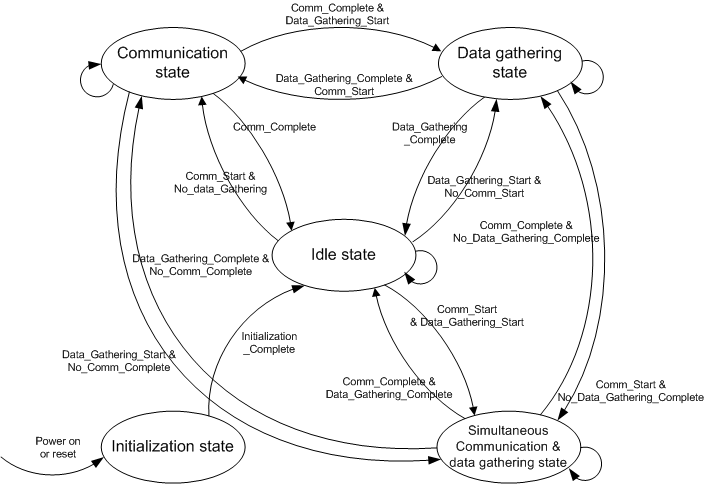 Comm_Complete &
Data_Gathering_Start
Communication
state
Data gathering
state
Data_Gathering_Complete &
Comm_Start
Comm_Complete
Data_Gathering
_Complete
Comm_Start &
No_data_Gathering
Data_Gathering_Start &
No_Comm_Start
Comm_Complete &
No_Data_Gathering_Complete
Idle state
Data_Gathering_Complete &
No_Comm_Complete
Comm_Start
& Data_Gathering_Start
Initialization
_Complete
Data_Gathering_Start &
No_Comm_Complete
Comm_Complete &
Data_Gathering_Complete
Comm_Start &
No_Data_Gathering_Complete
Power on
or reset
Initialization state
Simultaneous
Communication &
data gathering state